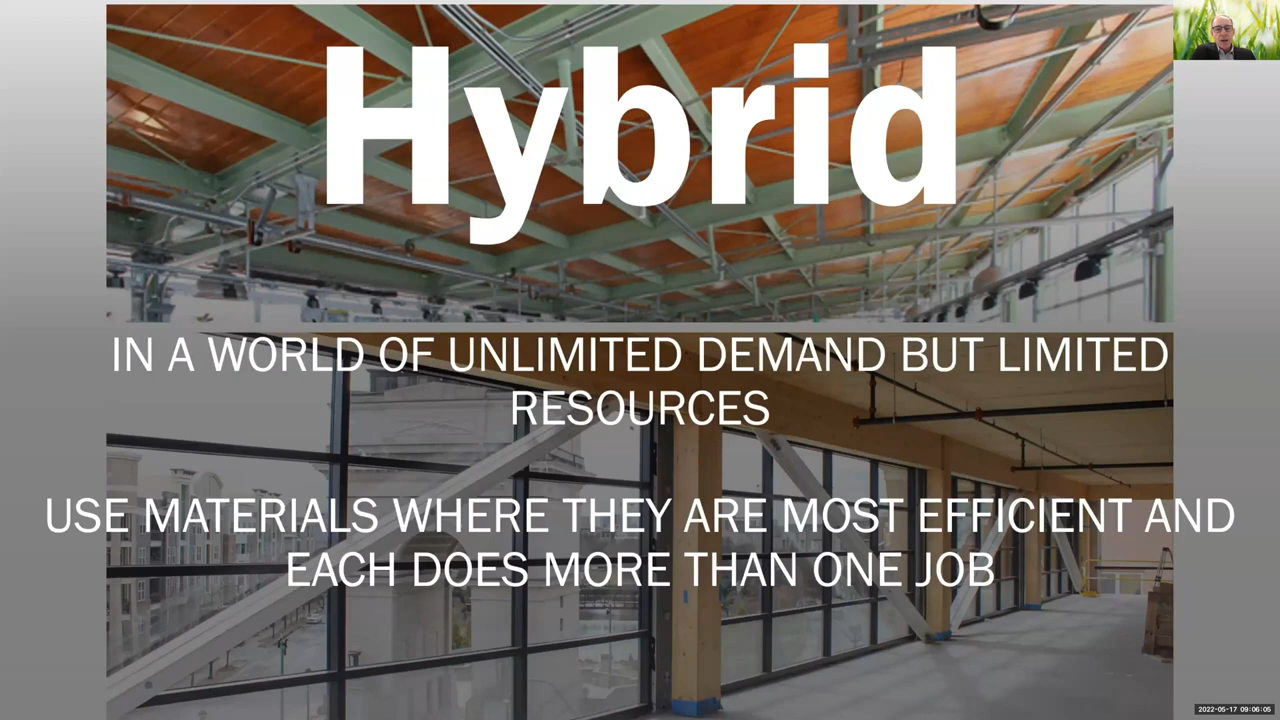 Hybrid
IN A WORLD OF UNLIMITED DEMAND BUT LIMITED
RESOURCES
USE MATERIALS WHERE THEY ARE MOST EFFICIENT AND
EACH DOES MORE THAN ONE JOB
2022-05-17 09:06:05